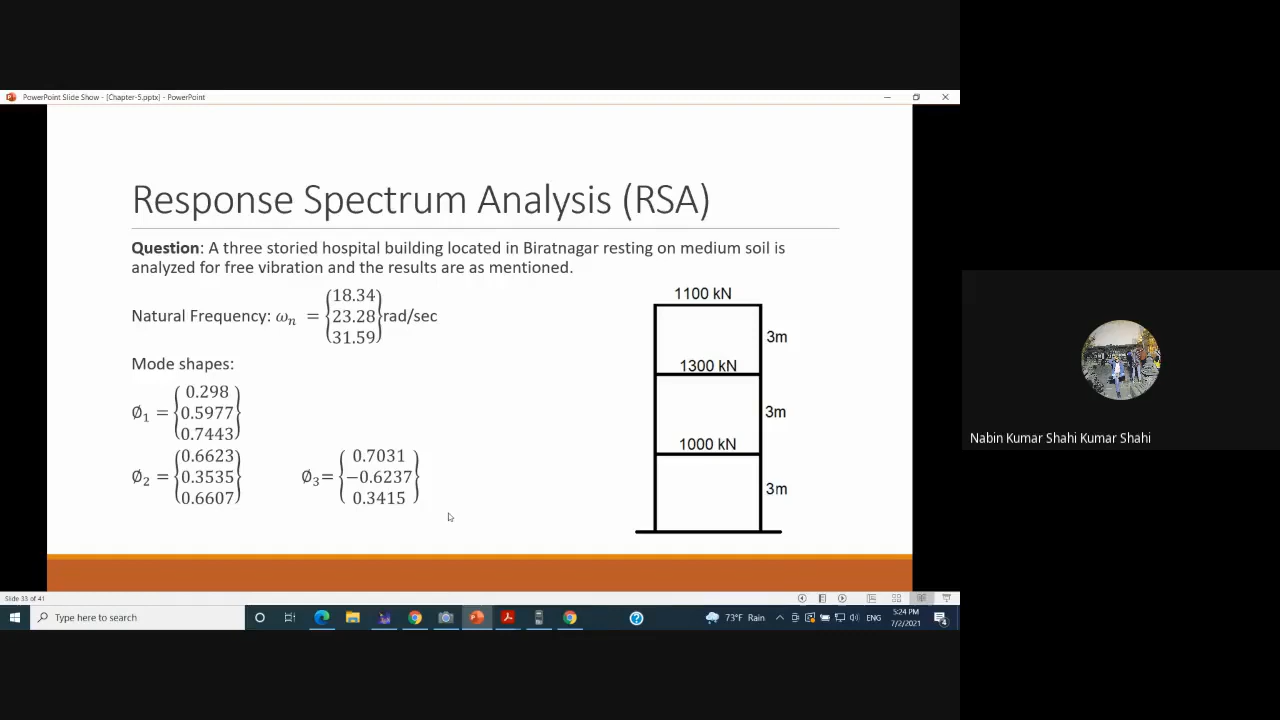 PowerPoint Slide Show - [Chapter-5.pptx] - PowerPoint
Response Spectrum Analysis (RSA)
Question: A three storied hospital building located in Biratnagar resting on medium soil is
analyzed for free vibration and the results are as mentioned.
18.34
Natural Frequency: ωn = 23.28 rad/sec
31.59
Mode shapes:
0.298
∅1 = 0.5977
0.7443
0.6623
∅2 = 0.3535
0.6607
0.7031
∅3= −0.6237
0.3415
1100 kN
3m
1300 kN
3m
1000 kN
3m
Nabin Kumar Shahi Kumar Shahi
Slide 33 of 41
Type here to search
73°F Rain
ENG
5:24 PM
7/2/2021
4